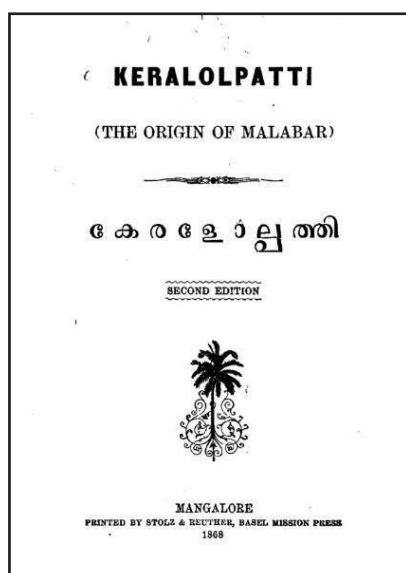 KERALOLPATTI
(THE ORIGIN OF MALABAR)
കേരളോല്പത്തി
SECOND EDITION
MANGALORE
PRINTED BY STOLZ & REUTHER, BASEL MISSION PRESS
1868